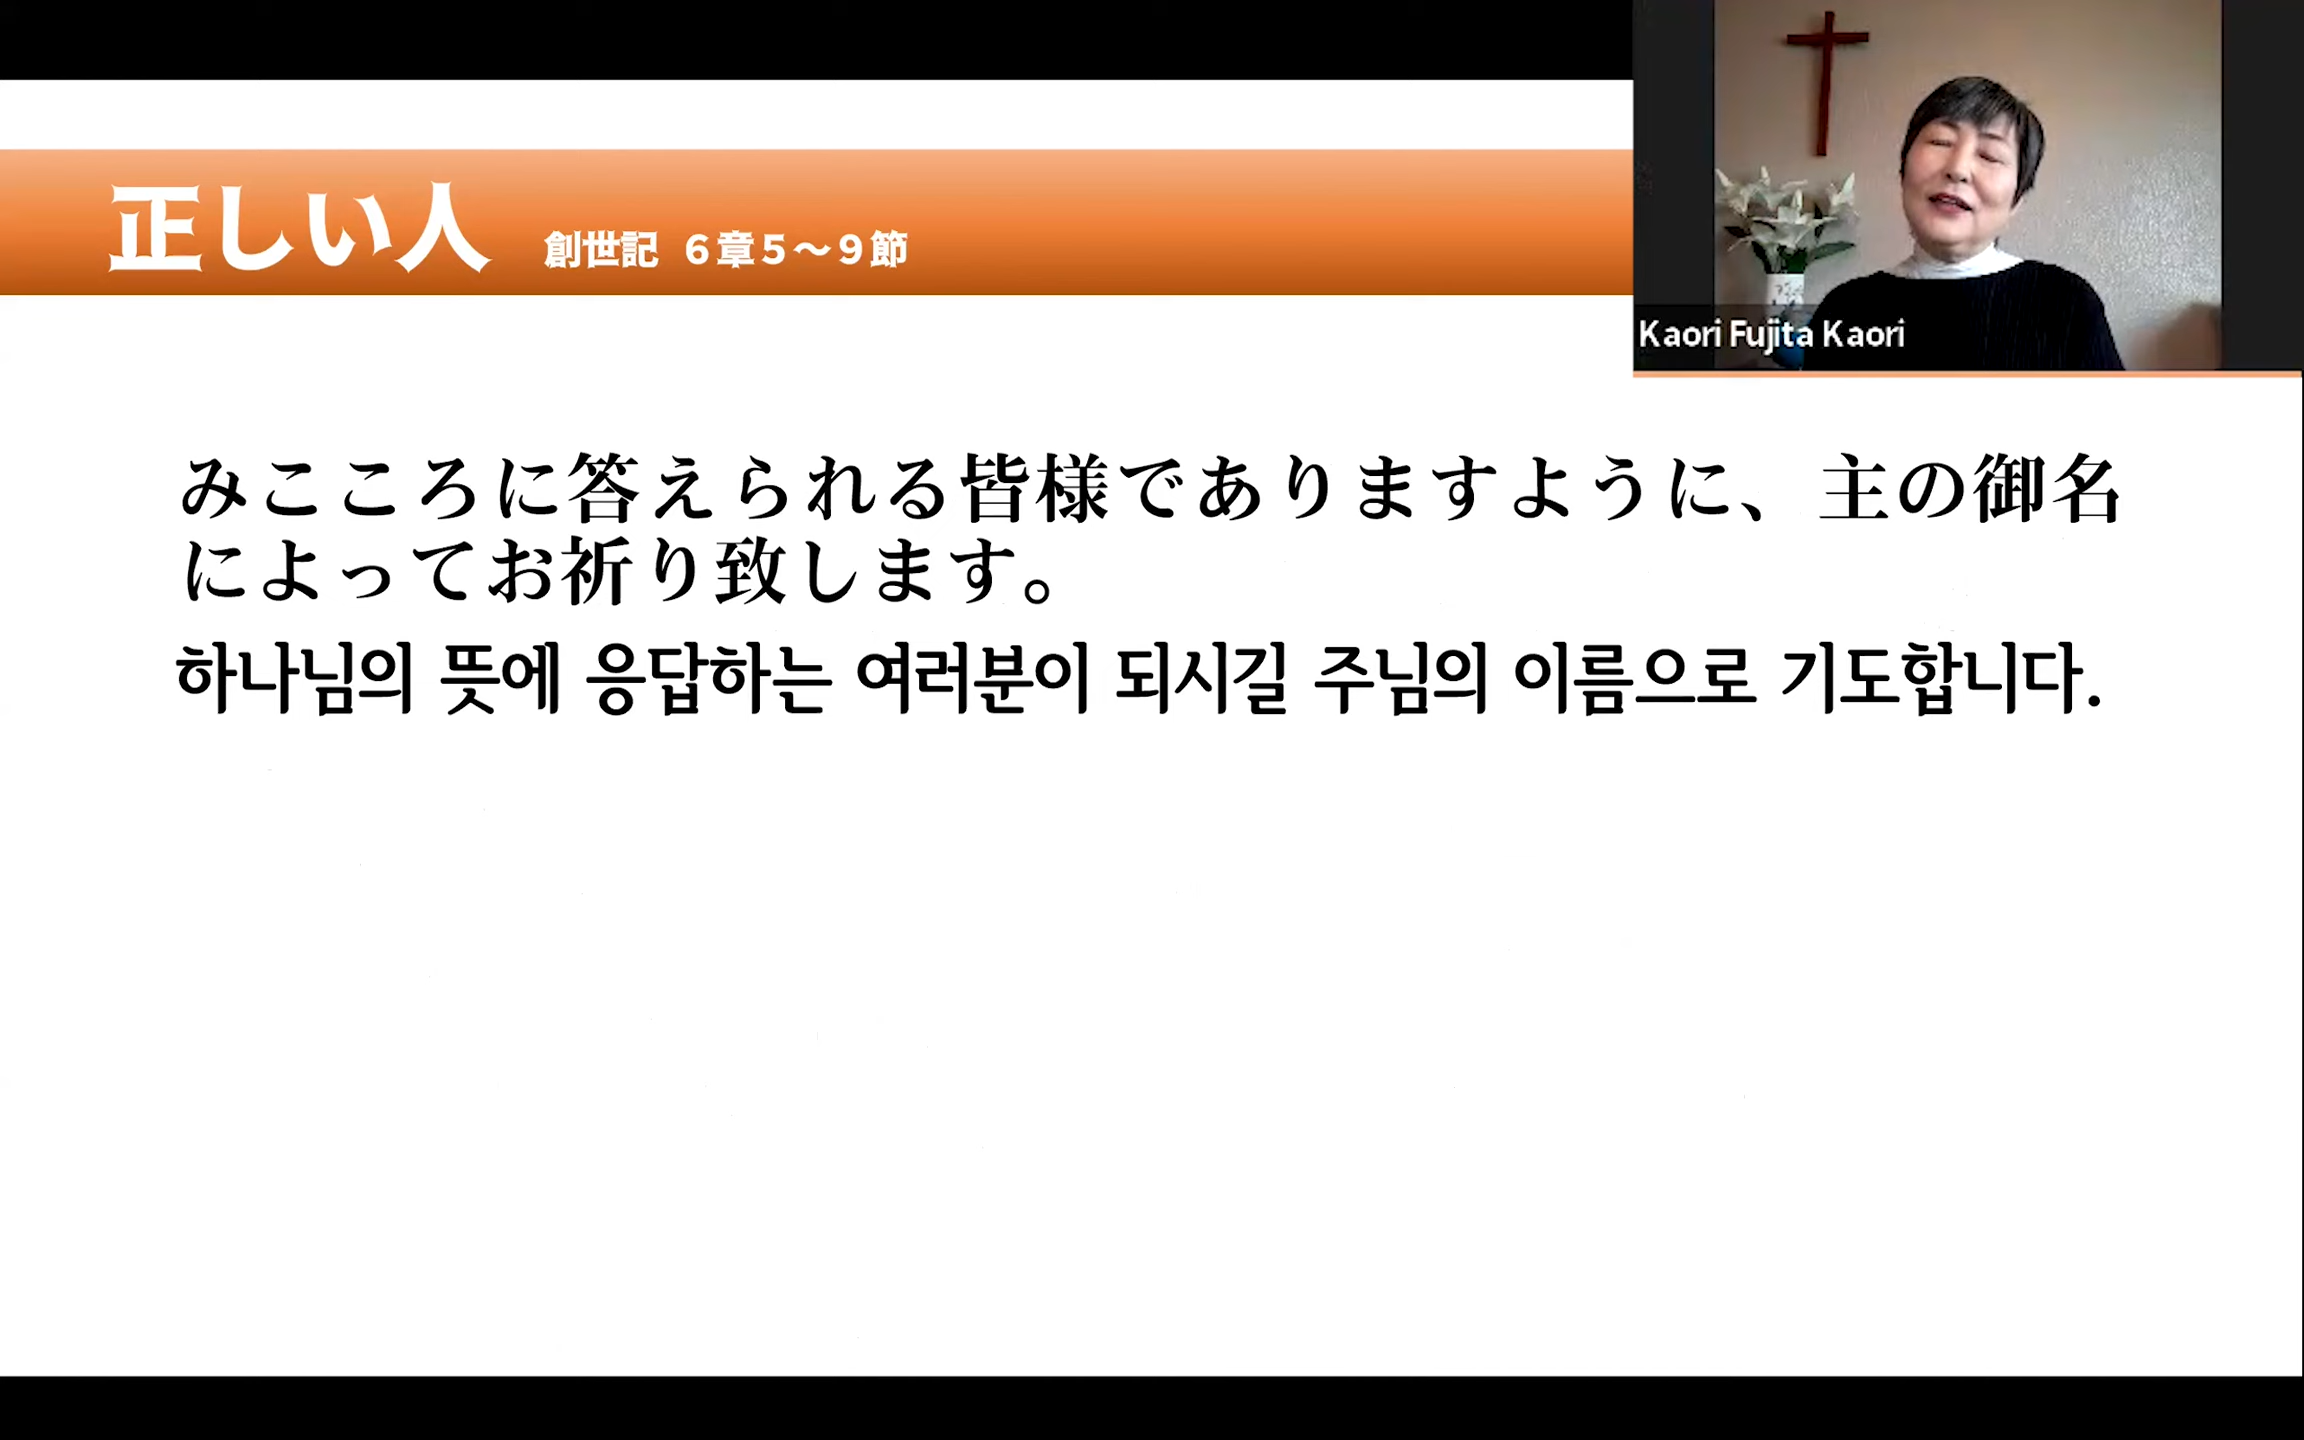 正しい人 創世記 6章5～9節
Kaori Fujita Kaori
みこころに答えられる皆様でありますように、主の御名
によってお祈り致します。
하나님의 뜻에 응답하는 여러분이 되시길 주님의 이름으로 기도합니다.